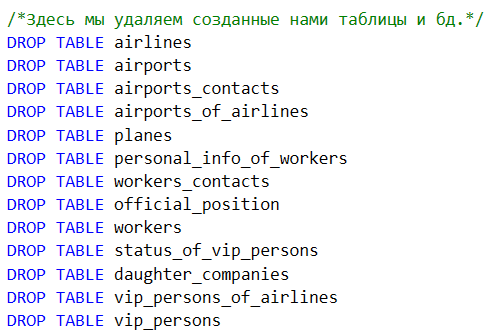 /*Здесь мы удаляем созданные нами таблицы и бд.*/
DROP TABLE airlines
DROP TABLE airports
DROP TABLE airports_contacts
DROP TABLE airports_of_airlines
DROP TABLE planes
DROP TABLE personal_info_of_workers
DROP TABLE workers_contacts
DROP TABLE official_position
DROP TABLE workers
DROP TABLE status_of_vip_persons
DROP TABLE daughter_companies
DROP TABLE vip_persons_of_airlines
DROP TABLE vip_persons